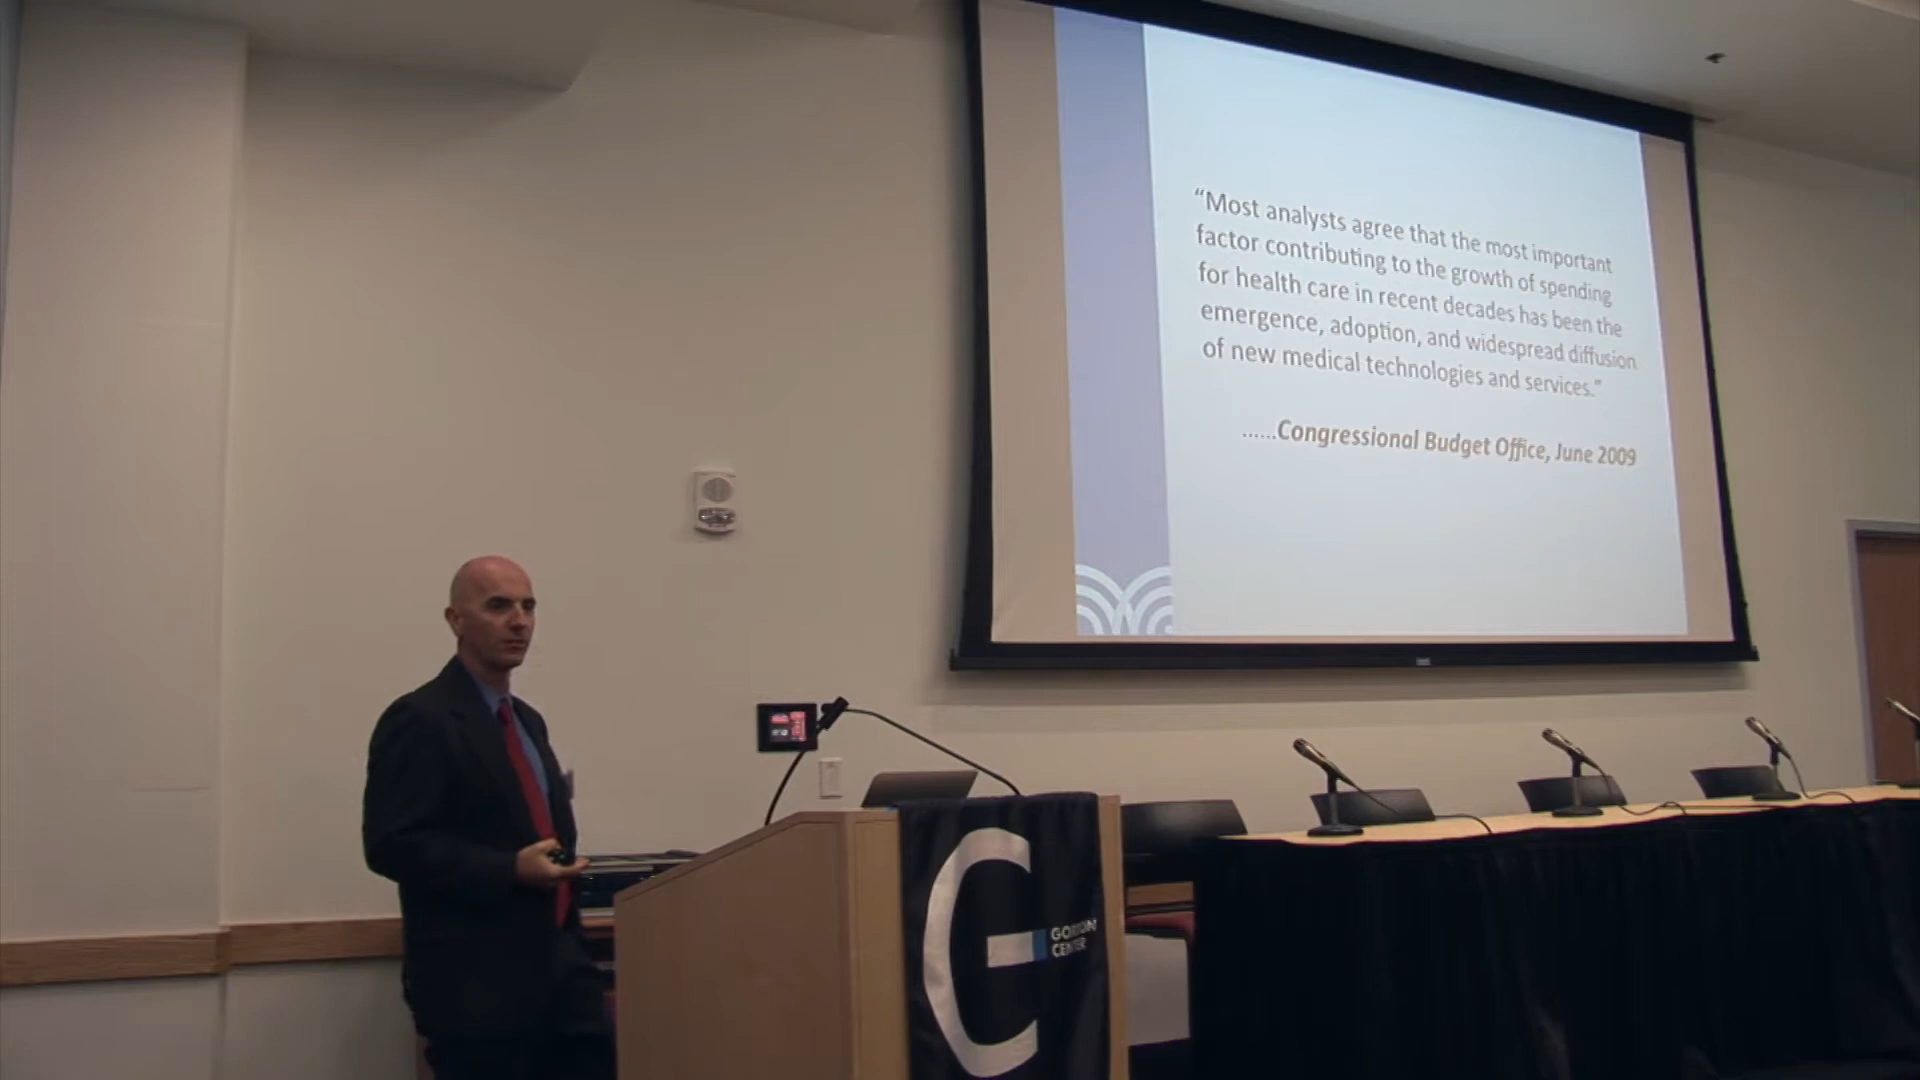 “Most analysts agree that the most important
factor contributing to the growth of spending
for health care in recent decades has been the
emergence, adoption, and widespread diffusion
of new medical technologies and services.”
......Congressional Budget Office, June 2009
GORDON
CENTER